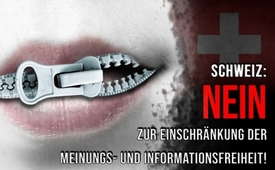 SCHWEIZ:
NEIN
ZUR EINSCHRÄNKUNG DER
MEINUNGS- UND INFORMATIONSFREIHEIT!